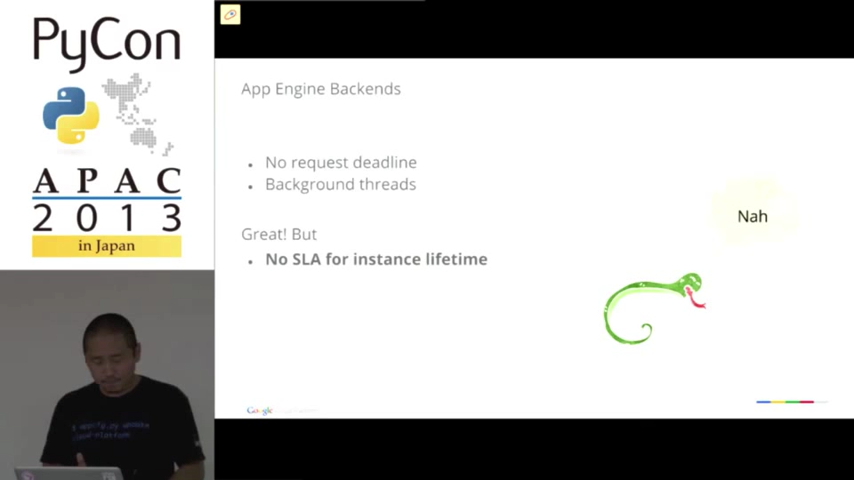 PyCon
APAC
2013
in Japan
App Engine Backends
No request deadline
Background threads
Great! But
No SLA for instance lifetime
Nah
Google